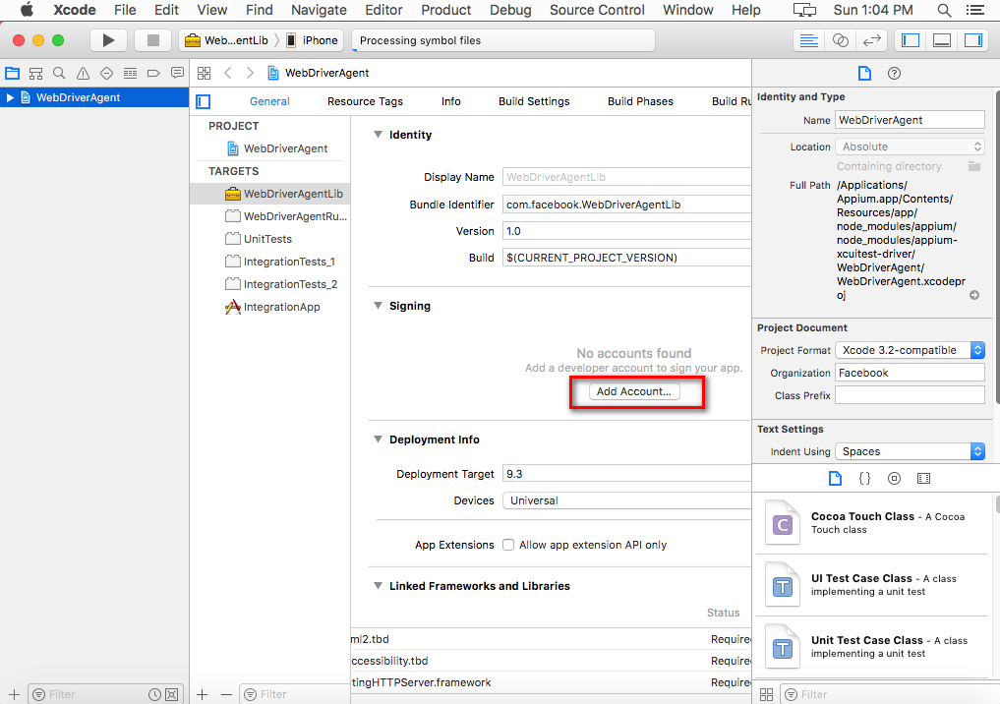 Xcode File Edit View Find Navigate Editor Product Debug Source Control Window Help Sun 1:04 PM
Web...entLib iPhone Processing symbol files
WebDriverAgent
WebDriverAgent
General Resource Tags Info Build Settings Build Phases Build Ru
PROJECT
WebDriverAgent
TARGETS
WebDriverAgentLib
WebDriverAgentRu...
UnitTests
IntegrationTests_1
IntegrationTests_2
IntegrationApp
Identity
Display Name WebDriverAgentLib
Bundle Identifier com.facebook.WebDriverAgentLib
Version 1.0
Build $(CURRENT_PROJECT_VERSION)
Signing
No accounts found
Add a developer account to sign your app.
Add Account...
Deployment Info
Deployment Target 9.3
Devices Universal
App Extensions Allow app extension API only
Linked Frameworks and Libraries
Status
ml2.tbd Require
ccessibility.tbd Require
tingHTTPServer.framework Require
Identity and Type
Name WebDriverAgent
Location Absolute
Containing directory
Full Path /Applications/
Appium.app/Contents/
Resources/app/
node_modules/appium/
node_modules/appium-
xcuitest-driver/
WebDriverAgent/
WebDriverAgent.xcodepr
oj
Project Document
Project Format Xcode 3.2-compatible
Organization Facebook
Class Prefix
Text Settings
Indent Using Spaces
{ }
C
Cocoa Touch Class - A Cocoa
Touch class
T
UI Test Case Class - A class
implementing a unit test
T
Unit Test Case Class - A class
implementing a unit test
Filter
Filter
Filter